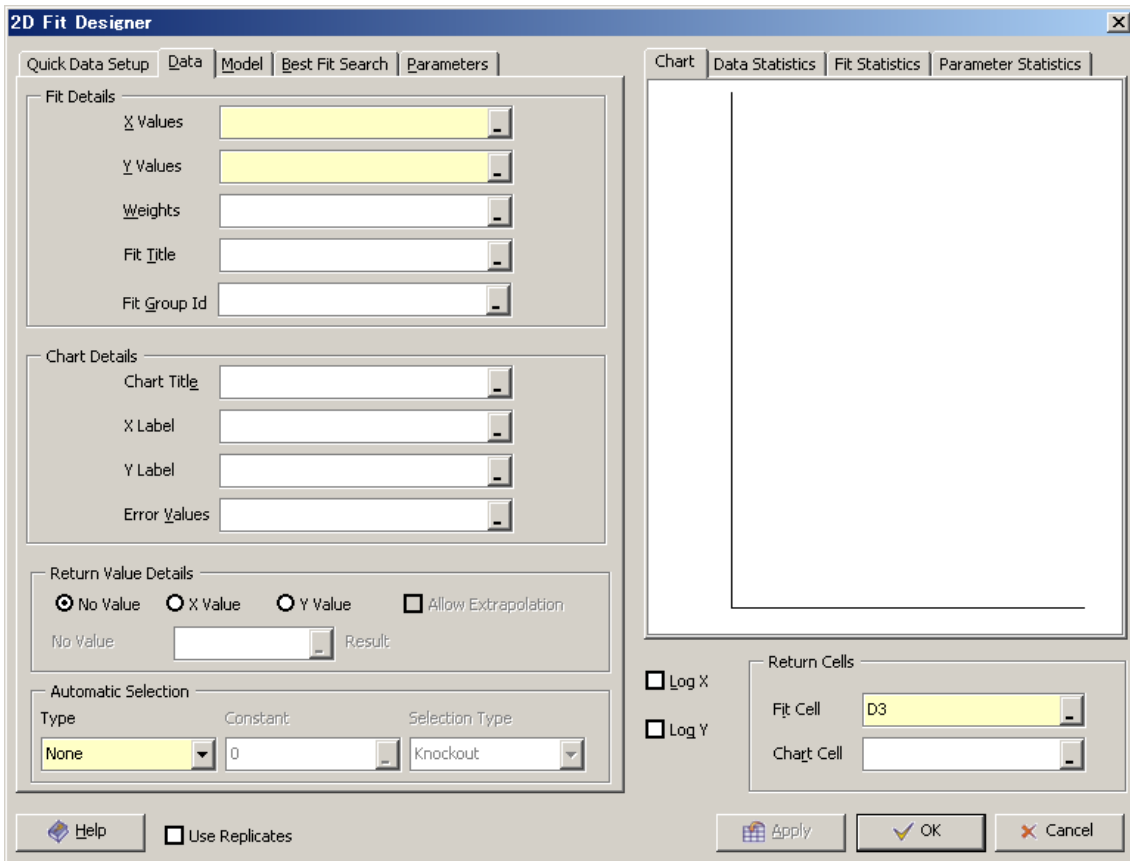 2D Fit Designer
Quick Data Setup Data Model Best Fit Search Parameters
Fit Details
X Values
Y Values
Weights
Fit Title
Fit Group Id
Chart Details
Chart Title
X Label
Y Label
Error Values
Return Value Details
No Value X Value Y Value Allow Extrapolation
No Value Result
Automatic Selection
Type Constant Selection Type
None 0 Knockout
Help Use Replicates
Chart Data Statistics Fit Statistics Parameter Statistics
Log X
Log Y
Return Cells
Fit Cell D3
Chart Cell
Apply OK Cancel